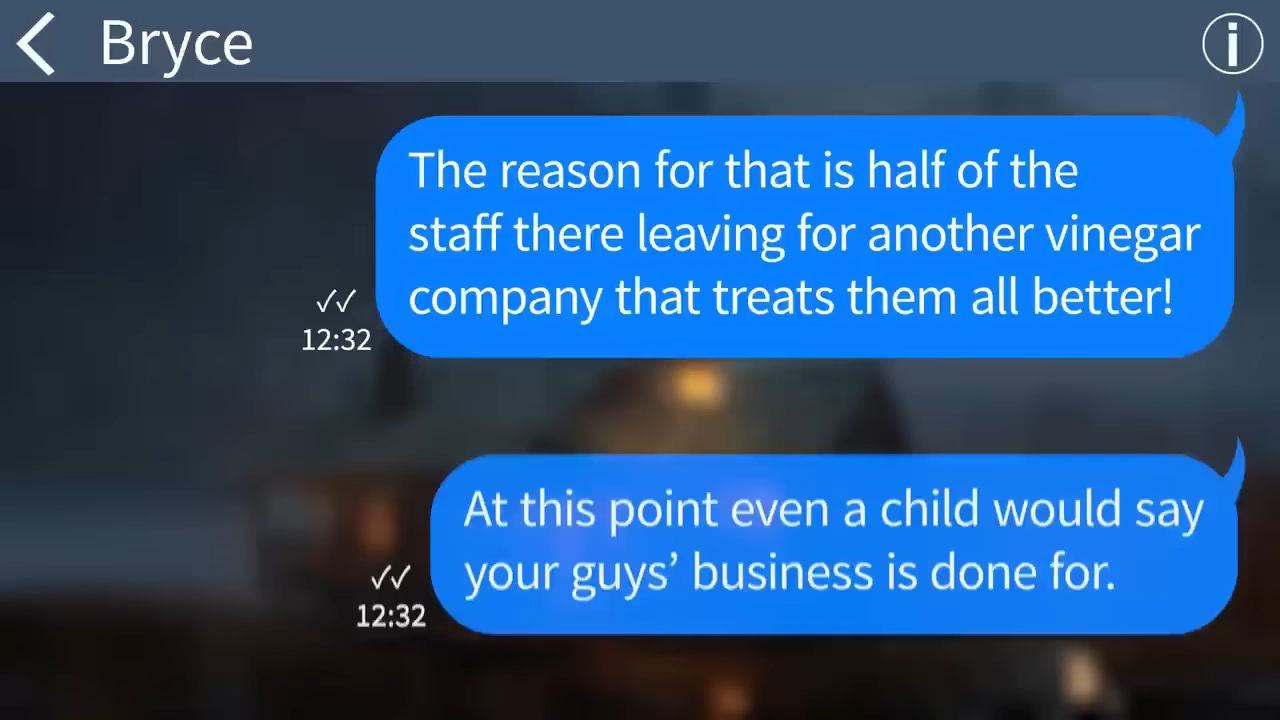 Bryce
The reason for that is half of the
staff there leaving for another vinegar
company that treats them all better!
12:32
At this point even a child would say
your guys’ business is done for.
12:32